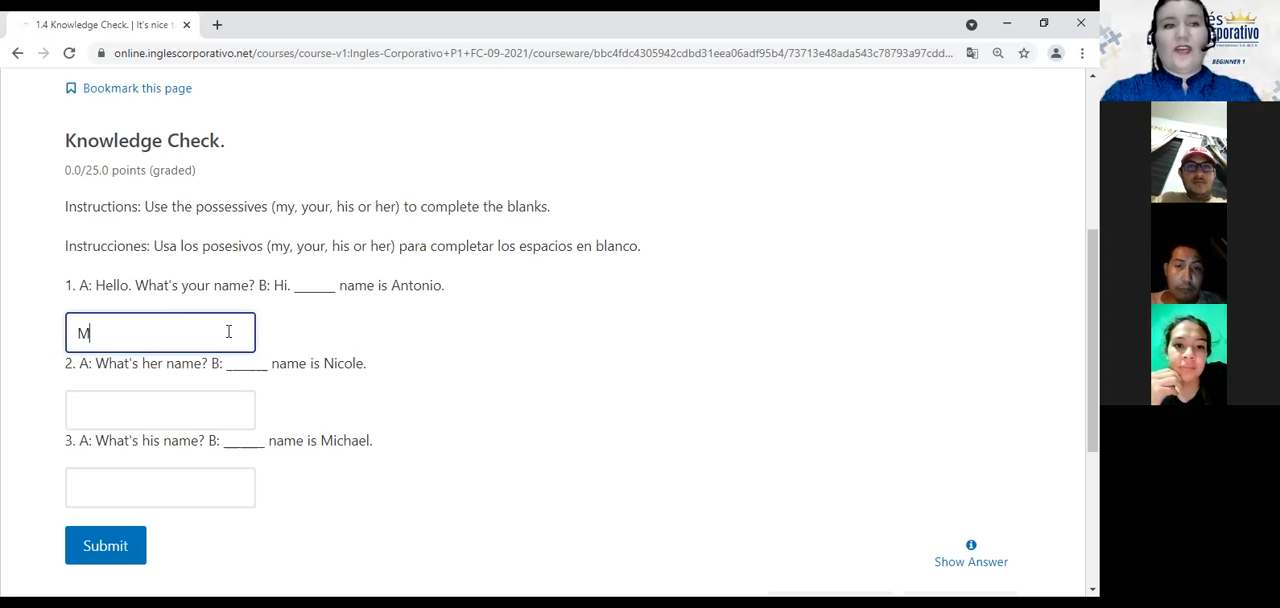 1.4 Knowledge Check. | It's nice t
online.inglescorporativo.net/courses/course-v1:Ingles-Corporativo+P1+FC-09-2021/courseware/bbc4fdc4305942cdbd31eea06adf95b4/73713e48ada543c78793a97cdd...
Bookmark this page
Knowledge Check.
0.0/25.0 points (graded)
Instructions: Use the possessives (my, your, his or her) to complete the blanks.
Instrucciones: Usa los posesivos (my, your, his or her) para completar los espacios en blanco.
1. A: Hello. What's your name? B: Hi. ______ name is Antonio.
M
2. A: What's her name? B: ______ name is Nicole.
3. A: What's his name? B: ______ name is Michael.
Submit
Show Answer
BEGINNER 1